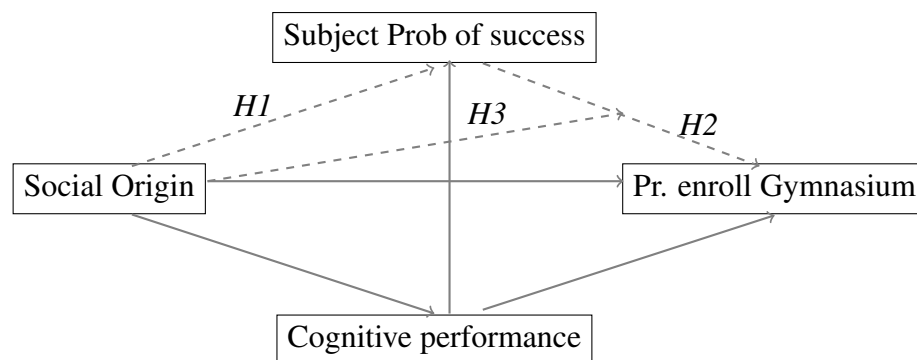 Subject Prob of success
H1
H3
H2
Social Origin
Pr. enroll Gymnasium
Cognitive performance